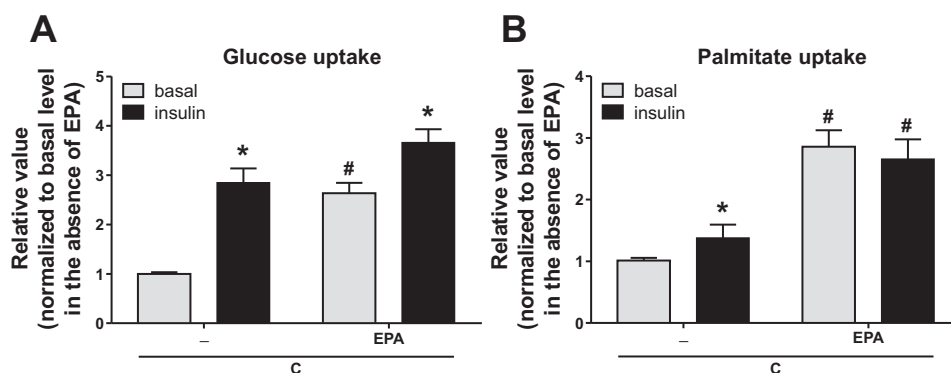 A
Glucose uptake
Relative value
(normalized to basal level
in the absence of EPA)
5
4
3
2
1
0
basal
insulin
*
#
*
–
EPA
C
B
Palmitate uptake
Relative value
(normalized to basal level
in the absence of EPA)
4
3
2
1
0
basal
insulin
*
#
#
–
EPA
C